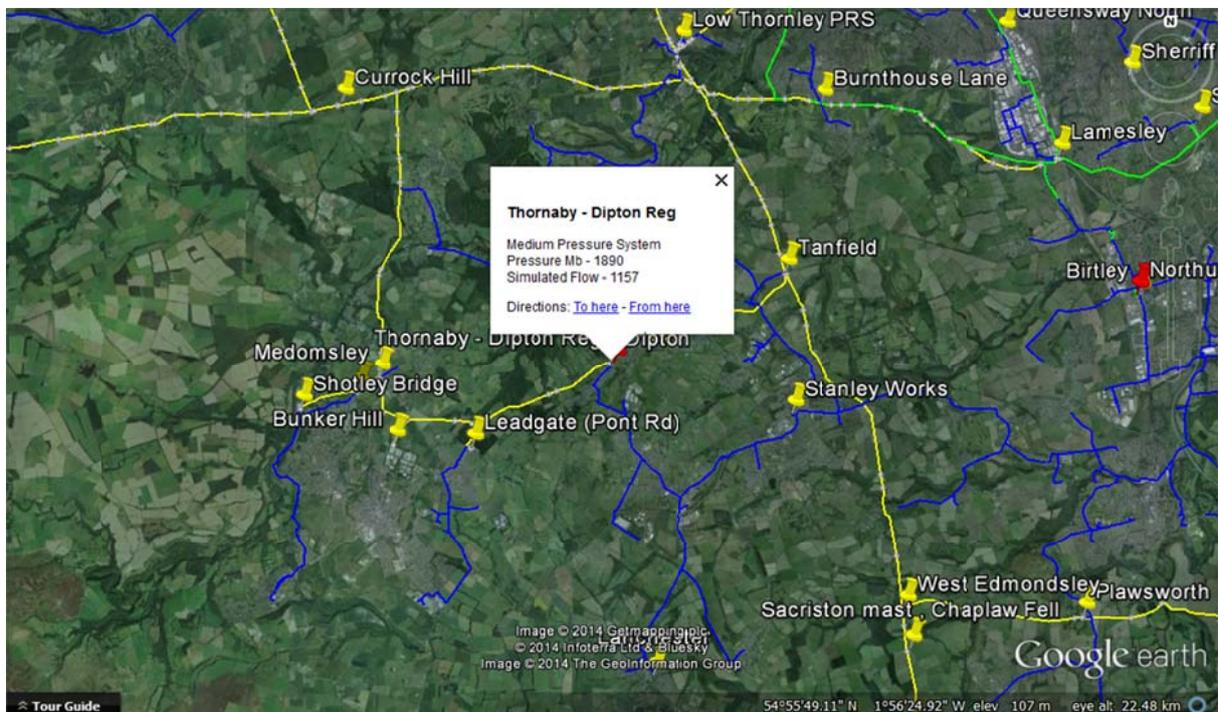 Low Thornley PRS
Queensway North
N
Sherriff
Currock Hill
Burnthouse Lane
S
Lamesley
Thornaby - Dipton Reg
Medium Pressure System
Pressure Mb - 1890
Simulated Flow - 1157
Directions: To here - From here
Tanfield
Birtley
Northu
Thornaby - Dipton Reg
Dipton
Medomsley
Shotley Bridge
Stanley Works
Bunker Hill
Leadgate (Pont Rd)
West Edmondsley
Plawsworth
Sacriston mast , Chaplaw Fell
Lanchester
Image © 2014 Getmapping plc
© 2014 Infoterra Ltd & Bluesky
Image © 2014 The GeoInformation Group
Google earth
Tour Guide
54°55'49.11" N 1°56'24.92" W elev 107 m eye alt 22.48 km